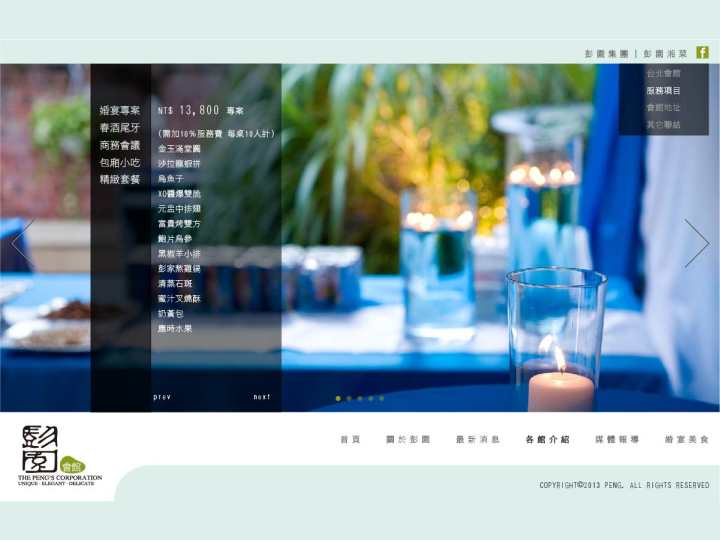 彭園集團 | 彭園湘菜
台北會館
服務項目
會館地址
其它聯結
婚宴專案
春酒尾牙
商務會議
包廂小吃
精緻套餐
NT$ 13,800 專案
(需加10%服務費 每桌10人計)
金玉滿堂圓
沙拉龍蝦拼
烏魚子
XO醬爆雙脆
元盅中排翅
富貴烤雙方
鮑片烏參
黑椒羊小排
彭家熬雞鍋
清蒸石斑
蜜汁叉燒酥
奶黃包
應時水果
prev next
彭園
會館
THE PENG'S CORPORATION
UNIQUE · ELEGANT · DELICATE
首頁 關於彭園 最新消息 各館介紹 媒體報導 婚宴美食
COPYRIGHT©2013 PENG. ALL RIGHTS RESERVED